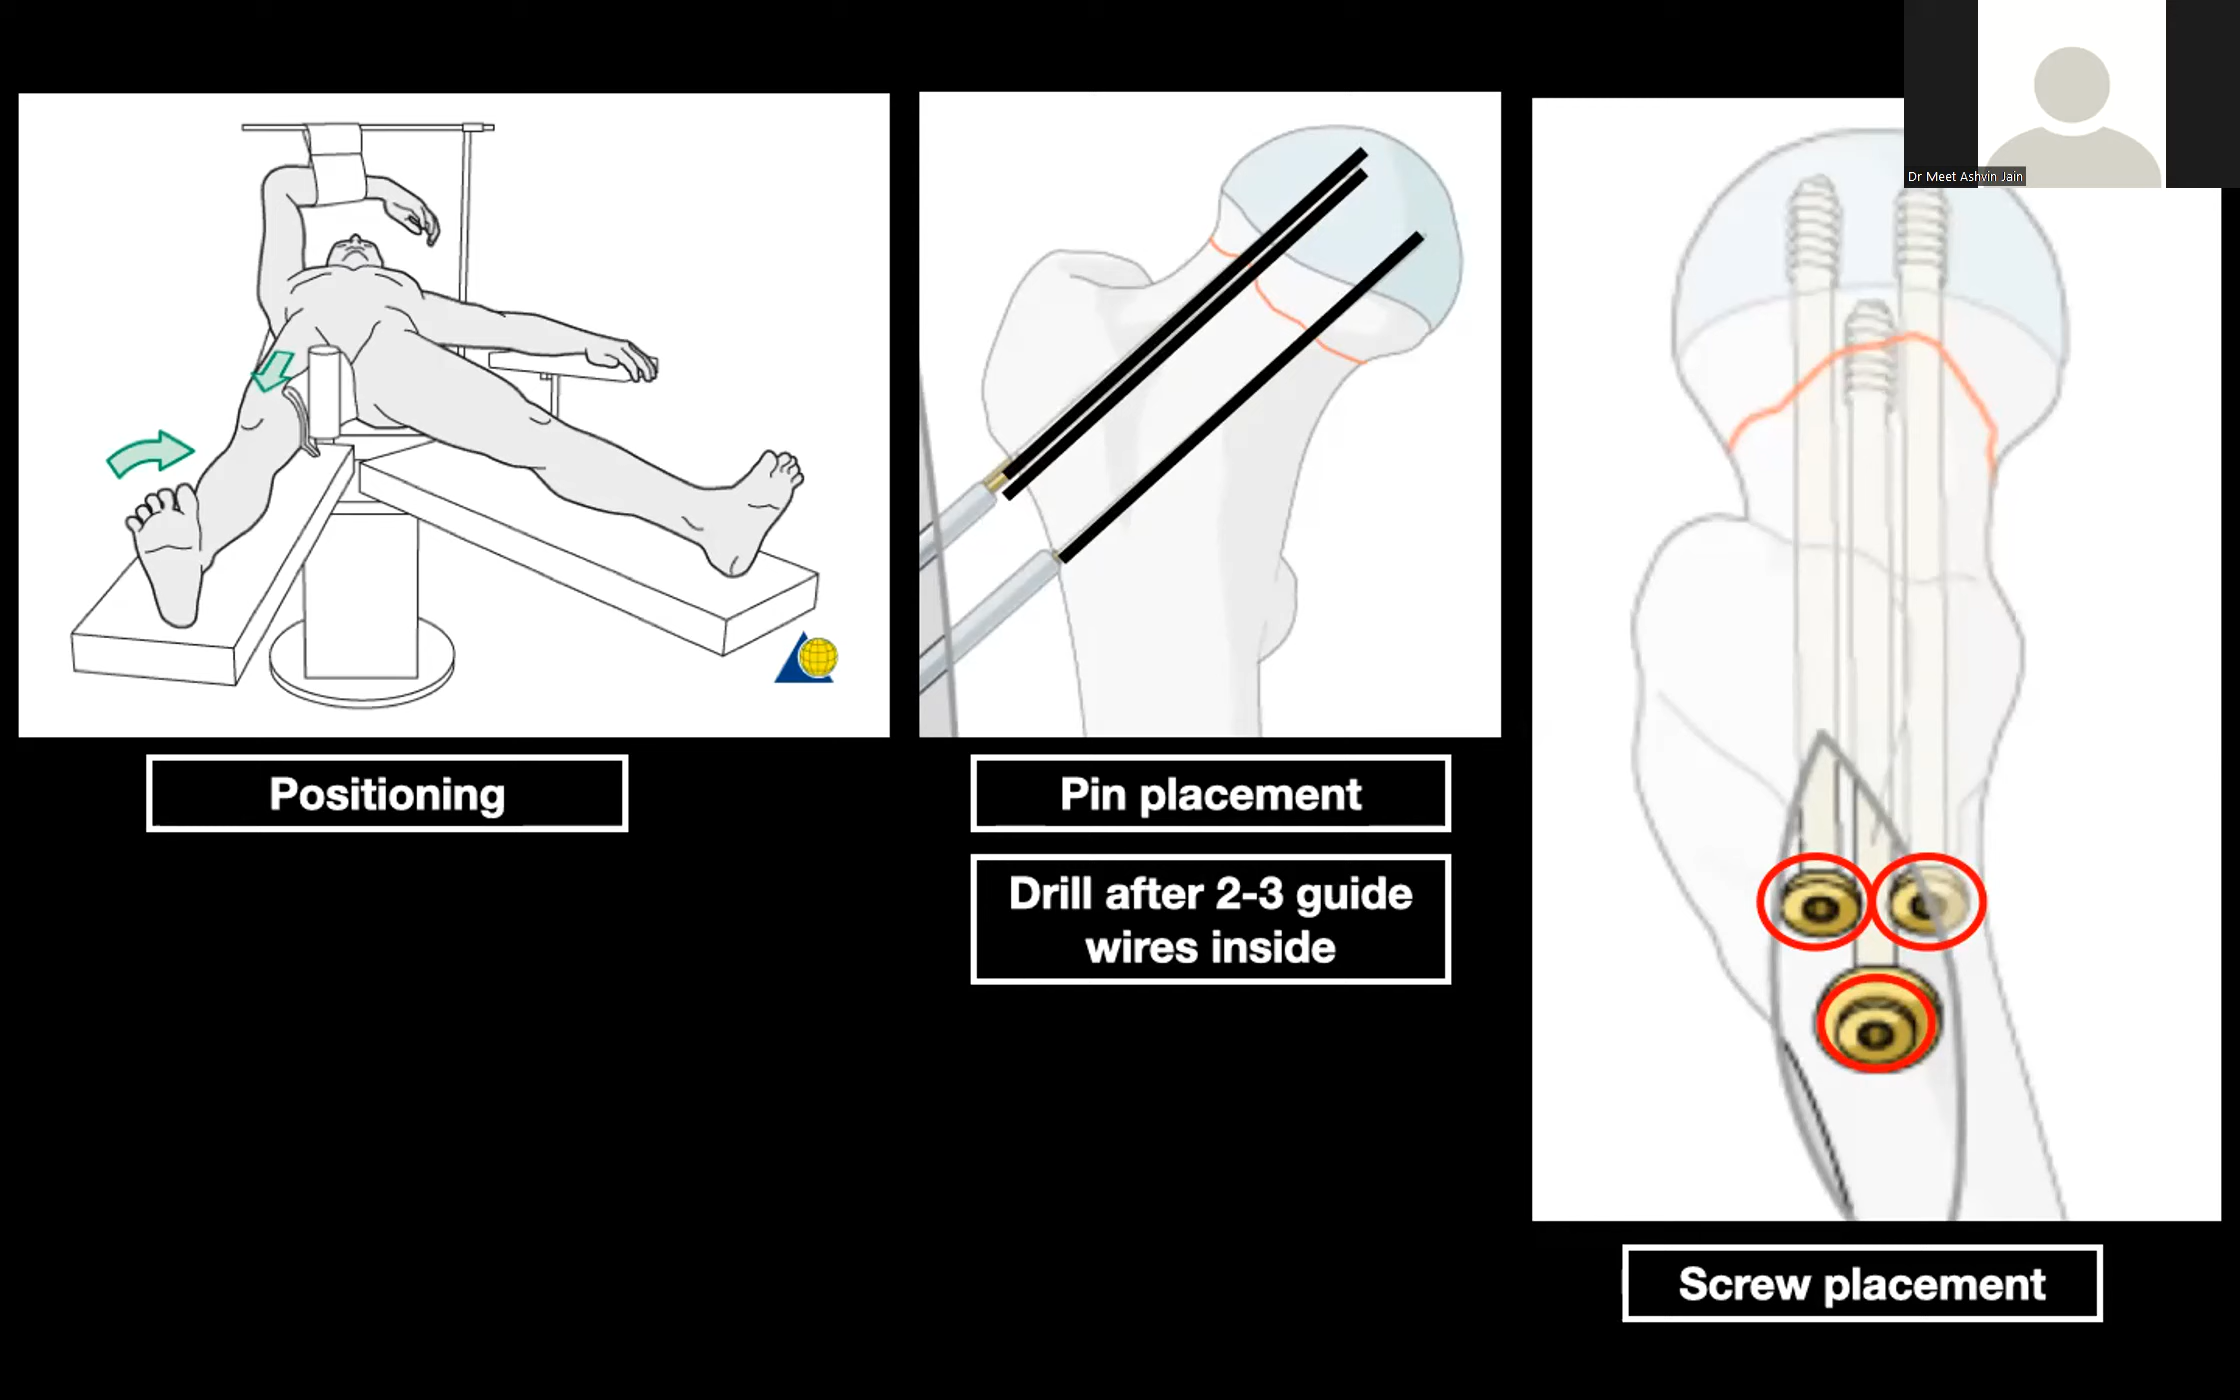 Dr Meet Ashvin Jain
Positioning
Pin placement
Drill after 2-3 guide
wires inside
Screw placement